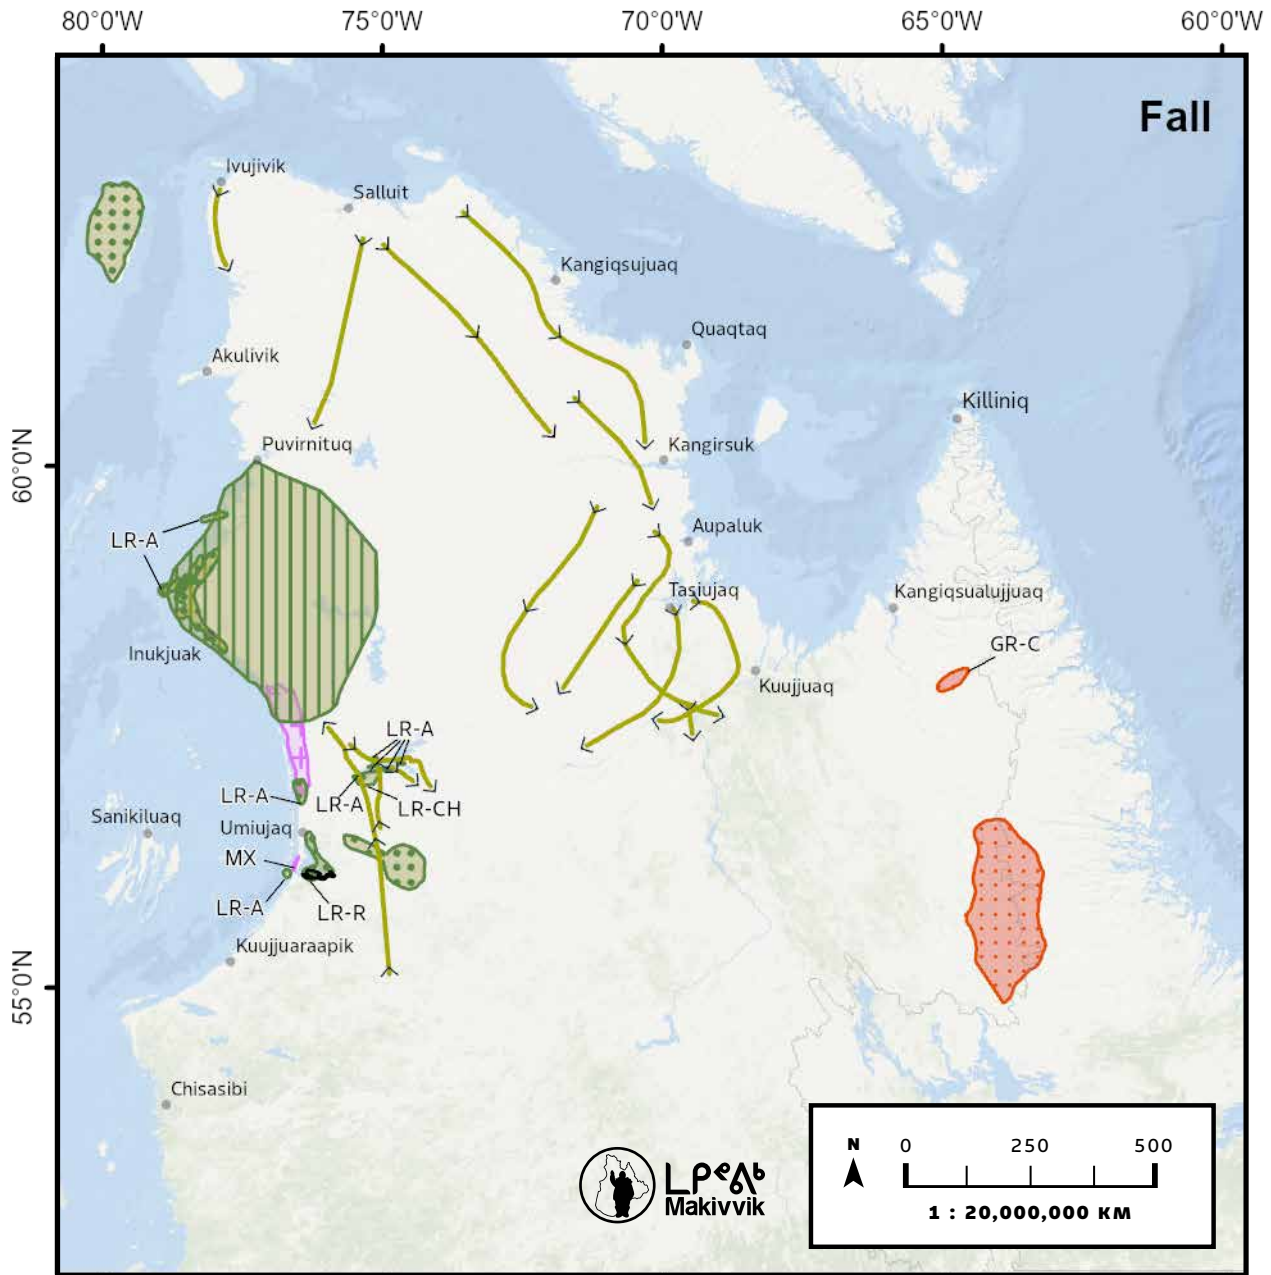 80°0'W
75°0'W
70°0'W
65°0'W
60°0'W
Fall
Ivujivik
Salluit
Kangiqsujuaq
Quaqtaq
Akulivik
Killiniq
60°0'N
Puvirnituq
Kangirsuk
Aupaluk
LR-A
Tasiujaq
Kangiqsualujjuaq
GR-C
Inukjuak
Kuujjuaq
LR-A
LR-A
LR-A
LR-CH
Sanikiluaq
Umiujaq
MX
LR-A
LR-R
Kuujjuaraapik
55°0'N
Chisasibi
N
0
250
500
1 : 20,000,000 KM
ᒪᑭᕝᕕᒃ
Makivvik